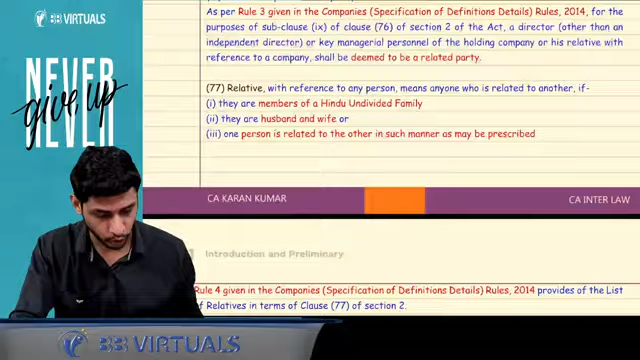 BB VIRTUALS
NEVER
give up
NEVER
As per Rule 3 given in the Companies (Specification of Definitions Details) Rules, 2014, for the
purposes of sub-clause (ix) of clause (76) of section 2 of the Act, a director (other than an
independent director) or key managerial personnel of the holding company or his relative with
reference to a company, shall be deemed to be a related party.
(77) Relative, with reference to any person, means anyone who is related to another, if-
(i) they are members of a Hindu Undivided Family
(ii) they are husband and wife or
(iii) one person is related to the other in such manner as may be prescribed
CA KARAN KUMAR
CA INTER LAW
Introduction and Preliminary
Rule 4 given in the Companies (Specification of Definitions Details) Rules, 2014 provides of the List
of Relatives in terms of Clause (77) of section 2.
BB VIRTUALS